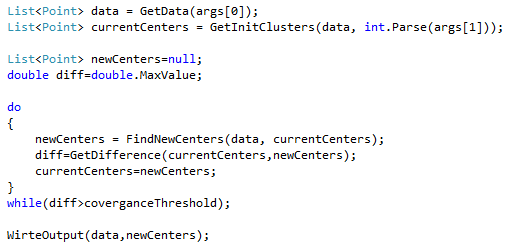 List<Point> data = GetData(args[0]);
List<Point> currentCenters = GetInitClusters(data, int.Parse(args[1]));
List<Point> newCenters=null;
double diff=double.MaxValue;
do
{
newCenters = FindNewCenters(data, currentCenters);
diff=GetDifference(currentCenters,newCenters);
currentCenters=newCenters;
}
while(diff>coverganceThreshold);
WirteOutput(data,newCenters);